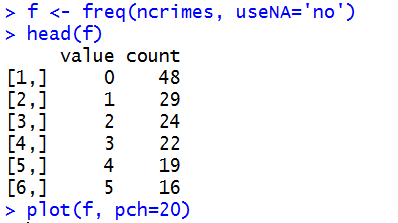 > f <- freq(ncrimes, useNA='no')
> head(f)
     value count
[1,]     0    48
[2,]     1    29
[3,]     2    24
[4,]     3    22
[5,]     4    19
[6,]     5    16
> plot(f, pch=20)